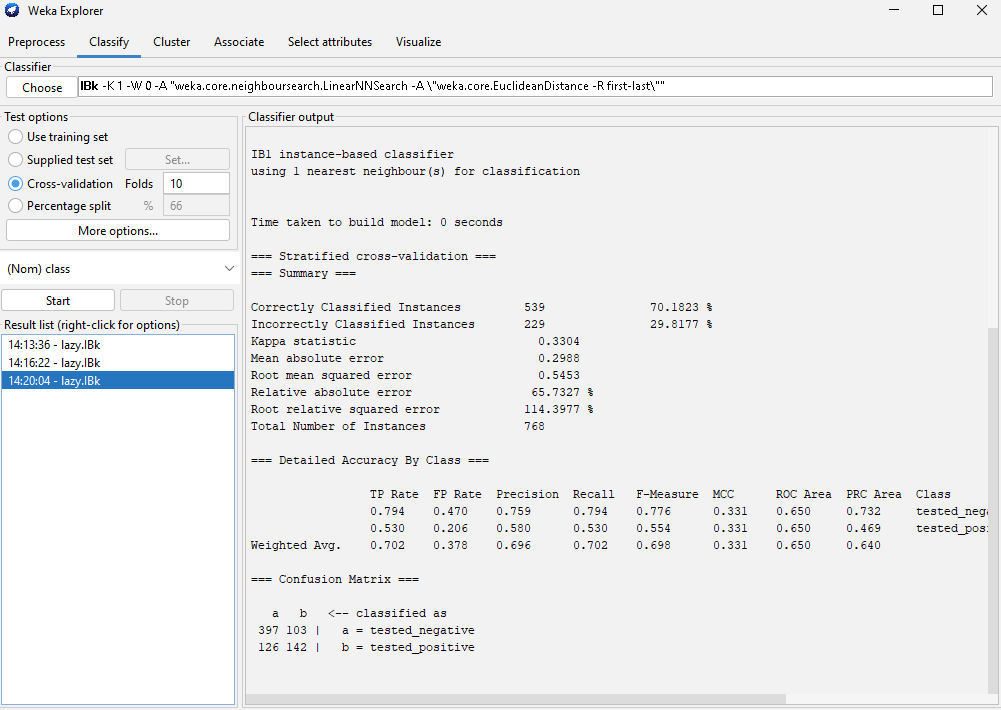 Weka Explorer
Preprocess Classify Cluster Associate Select attributes Visualize
Classifier
Choose IBk -K 1 -W 0 -A "weka.core.neighboursearch.LinearNNSearch -A \"weka.core.EuclideanDistance -R first-last\""
Test options
Use training set
Supplied test set Set...
Cross-validation Folds 10
Percentage split % 66
More options...
(Nom) class
Start Stop
Result list (right-click for options)
14:13:36 - lazy.IBk
14:16:22 - lazy.IBk
14:20:04 - lazy.IBk
Classifier output
IB1 instance-based classifier
using 1 nearest neighbour(s) for classification
Time taken to build model: 0 seconds
=== Stratified cross-validation ===
=== Summary ===
Correctly Classified Instances 539 70.1823 %
Incorrectly Classified Instances 229 29.8177 %
Kappa statistic 0.3304
Mean absolute error 0.2988
Root mean squared error 0.5453
Relative absolute error 65.7327 %
Root relative squared error 114.3977 %
Total Number of Instances 768
=== Detailed Accuracy By Class ===
TP Rate FP Rate Precision Recall F-Measure MCC ROC Area PRC Area Class
0.794 0.470 0.759 0.794 0.776 0.331 0.650 0.732 tested_neg
0.530 0.206 0.580 0.530 0.554 0.331 0.650 0.469 tested_pos
Weighted Avg. 0.702 0.378 0.696 0.702 0.698 0.331 0.650 0.640
=== Confusion Matrix ===
a b <-- classified as
397 103 | a = tested_negative
126 142 | b = tested_positive